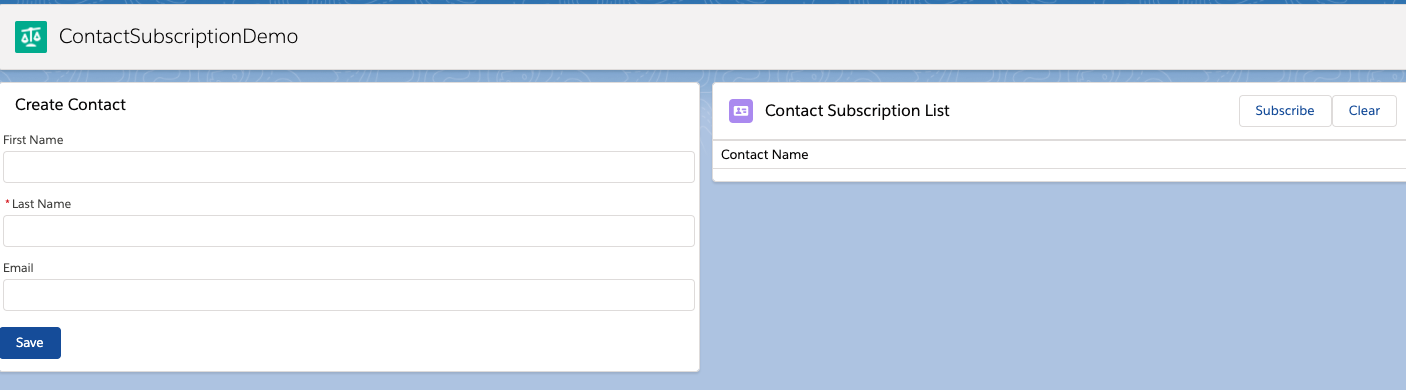 ContactSubscriptionDemo
Create Contact
First Name
* Last Name
Email
Save
Contact Subscription List
Subscribe
Clear
Contact Name